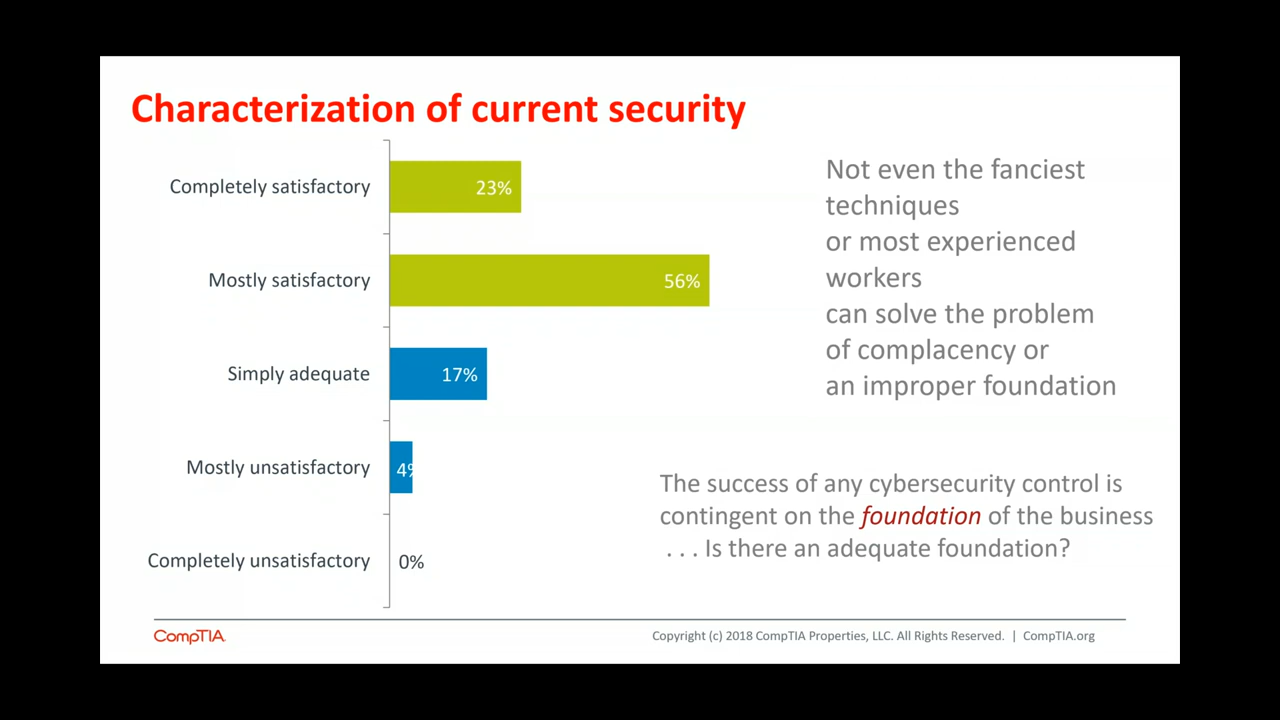 Characterization of current security
Completely satisfactory
23%
Mostly satisfactory
56%
Simply adequate
17%
Mostly unsatisfactory
4%
Completely unsatisfactory
0%
Not even the fanciest
techniques
or most experienced
workers
can solve the problem
of complacency or
an improper foundation
The success of any cybersecurity control is
contingent on the foundation of the business
. . . Is there an adequate foundation?
CompTIA.
Copyright (c) 2018 CompTIA Properties, LLC. All Rights Reserved. | CompTIA.org